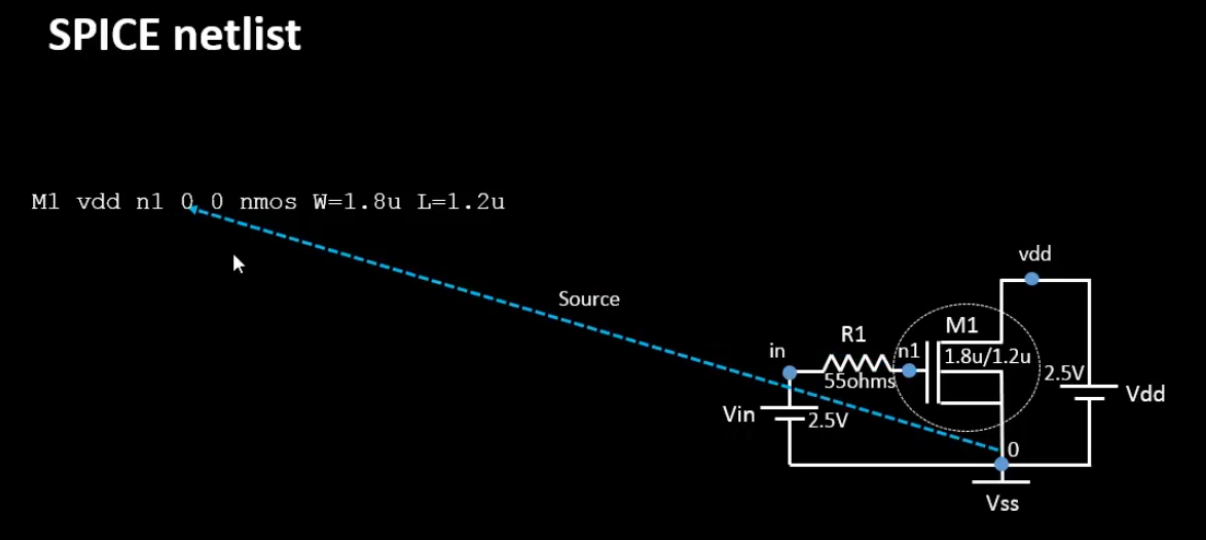 SPICE netlist
M1 vdd n1 0 0 nmos W=1.8u L=1.2u
vdd
Source
M1
R1
in
n1
1.8u/1.2u
55ohms
2.5V
Vdd
Vin
2.5V
0
Vss